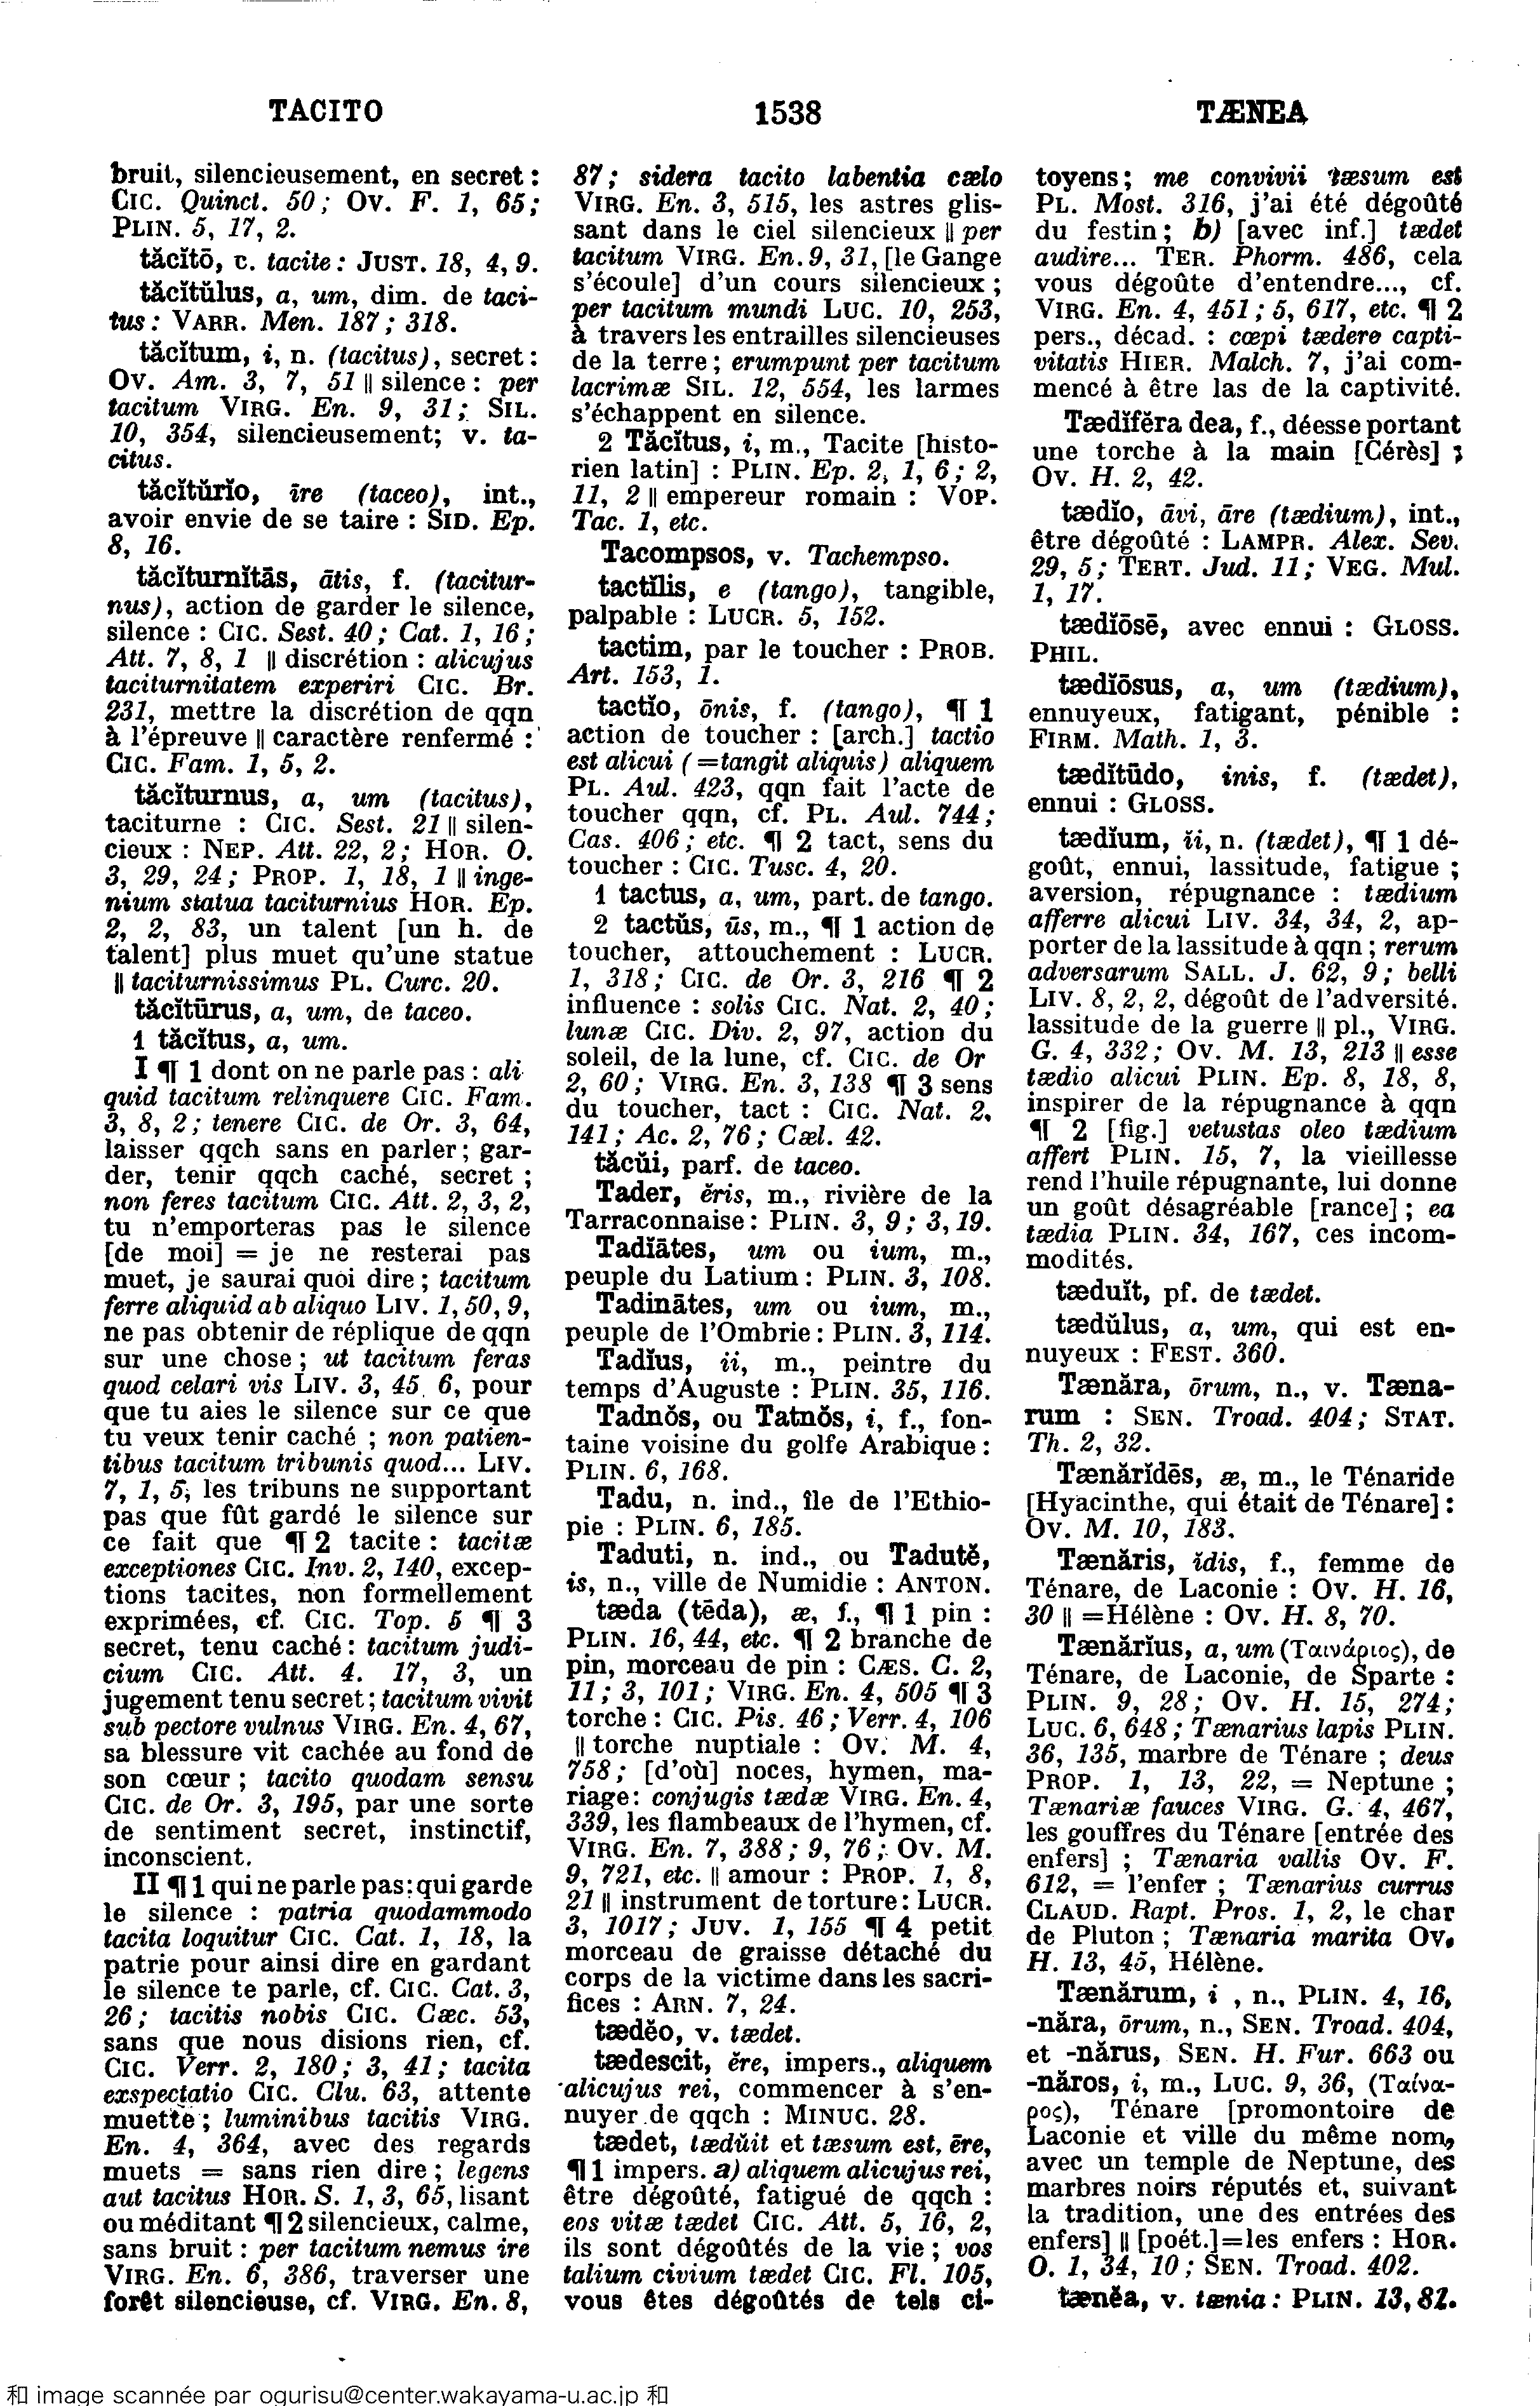 TACITO
1538
TÆNEA
bruit, silencieusement, en secret :
CIC. Quinct. 50 ; OV. F. 1, 65 ;
PLIN. 5, 17, 2.
tăcĭtō, c. tacite : JUST. 18, 4, 9.
tăcĭtŭlus, a, um, dim. de taci-
tus : VARR. Men. 187 ; 318.
tăcĭtum, i, n. (tacitus), secret :
OV. Am. 3, 7, 51 || silence : per
tacitum VIRG. En. 9, 31 ; SIL.
10, 354, silencieusement; v. ta-
citus.
tăcĭtŭrĭo, īre (taceo), int.,
avoir envie de se taire : SID. Ep.
8, 16.
tăcĭturnĭtās, ātis, f. (tacitur-
nus), action de garder le silence,
silence : CIC. Sest. 40 ; Cat. 1, 16 ;
Att. 7, 8, 1 || discrétion : alicujus
taciturnitatem experiri CIC. Br.
231, mettre la discrétion de qqn
à l'épreuve || caractère renfermé :
CIC. Fam. 1, 5, 2.
tăcĭturnus, a, um (tacitus),
taciturne : CIC. Sest. 21 || silen-
cieux : NEP. Att. 22, 2 ; HOR. O.
3, 29, 24 ; PROP. 1, 18, 1 || inge-
nium statua taciturnius HOR. Ep.
2, 2, 83, un talent [un h. de
talent] plus muet qu'une statue
|| taciturnissimus PL. Curc. 20.
tăcĭtūrus, a, um, de taceo.
1 tăcĭtus, a, um.
I ¶ 1 dont on ne parle pas : ali
quid tacitum relinquere CIC. Fam.
3, 8, 2 ; tenere CIC. de Or. 3, 64,
laisser qqch sans en parler ; gar-
der, tenir qqch caché, secret ;
non feres tacitum CIC. Att. 2, 3, 2,
tu n'emporteras pas le silence
[de moi] = je ne resterai pas
muet, je saurai quoi dire ; tacitum
ferre aliquid ab aliquo LIV. 1, 50, 9,
ne pas obtenir de réplique de qqn
sur une chose ; ut tacitum feras
quod celari vis LIV. 3, 45, 6, pour
que tu aies le silence sur ce que
tu veux tenir caché ; non patien-
tibus tacitum tribunis quod... LIV.
7, 1, 5, les tribuns ne supportant
pas que fût gardé le silence sur
ce fait que ¶ 2 tacite : tacitæ
exceptiones CIC. Inv. 2, 140, excep-
tions tacites, non formellement
exprimées, cf. CIC. Top. 5 ¶ 3
secret, tenu caché : tacitum judi-
cium CIC. Att. 4. 17, 3, un
jugement tenu secret ; tacitum vivit
sub pectore vulnus VIRG. En. 4, 67,
sa blessure vit cachée au fond de
son cœur ; tacito quodam sensu
CIC. de Or. 3, 195, par une sorte
de sentiment secret, instinctif,
inconscient.
II ¶ 1 qui ne parle pas : qui garde
le silence : patria quodammodo
tacita loquitur CIC. Cat. 1, 18, la
patrie pour ainsi dire en gardant
le silence te parle, cf. CIC. Cat. 3,
26 ; tacitis nobis CIC. Cæc. 53,
sans que nous disions rien, cf.
CIC. Verr. 2, 180 ; 3, 41 ; tacita
exspectatio CIC. Clu. 63, attente
muette ; luminibus tacitis VIRG.
En. 4, 364, avec des regards
muets = sans rien dire ; legens
aut tacitus HOR. S. 1, 3, 65, lisant
ou méditant ¶ 2 silencieux, calme,
sans bruit : per tacitum nemus ire
VIRG. En. 6, 386, traverser une
forêt silencieuse, cf. VIRG. En. 8,
87 ; sidera tacito labentia cælo
VIRG. En. 3, 515, les astres glis-
sant dans le ciel silencieux || per
tacitum VIRG. En. 9, 31, [le Gange
s'écoule] d'un cours silencieux ;
per tacitum mundi LUC. 10, 253,
à travers les entrailles silencieuses
de la terre ; erumpunt per tacitum
lacrimæ SIL. 12, 554, les larmes
s'échappent en silence.
2 Tăcĭtus, i, m., Tacite [histo-
rien latin] : PLIN. Ep. 2, 1, 6 ; 2,
11, 2 || empereur romain : VOP.
Tac. 1, etc.
Tacompsos, v. Tachempso.
tactĭlis, e (tango), tangible,
palpable : LUCR. 5, 152.
tactim, par le toucher : PROB.
Art. 153, 1.
tactĭo, ōnis, f. (tango), ¶ 1
action de toucher : [arch.] tactio
est alicui (=tangit aliquis) aliquem
PL. Aul. 423, qqn fait l'acte de
toucher qqn, cf. PL. Aul. 744 ;
Cas. 406 ; etc. ¶ 2 tact, sens du
toucher : CIC. Tusc. 4, 20.
1 tactus, a, um, part. de tango.
2 tactŭs, ūs, m., ¶ 1 action de
toucher, attouchement : LUCR.
1, 318 ; CIC. de Or. 3, 216 ¶ 2
influence : solis CIC. Nat. 2, 40 ;
lunæ CIC. Div. 2, 97, action du
soleil, de la lune, cf. CIC. de Or
2, 60 ; VIRG. En. 3, 138 ¶ 3 sens
du toucher, tact : CIC. Nat. 2,
141 ; Ac. 2, 76 ; Cæl. 42.
tăcŭi, parf. de taceo.
Tader, ĕris, m., rivière de la
Tarraconnaise : PLIN. 3, 9 ; 3, 19.
Tadĭātes, um ou ium, m.,
peuple du Latium : PLIN. 3, 108.
Tadinātes, um ou ium, m.,
peuple de l'Ombrie : PLIN. 3, 114.
Tadĭus, ii, m., peintre du
temps d'Auguste : PLIN. 35, 116.
Tadnŏs, ou Tatnŏs, i, f., fon-
taine voisine du golfe Arabique :
PLIN. 6, 168.
Tadu, n. ind., île de l'Ethio-
pie : PLIN. 6, 185.
Taduti, n. ind., ou Tadutĕ,
is, n., ville de Numidie : ANTON.
tæda (tēda), æ, f., ¶ 1 pin :
PLIN. 16, 44, etc. ¶ 2 branche de
pin, morceau de pin : CÆS. C. 2,
11 ; 3, 101 ; VIRG. En. 4, 505 ¶ 3
torche : CIC. Pis. 46 ; Verr. 4, 106
|| torche nuptiale : OV. M. 4,
758 ; [d'où] noces, hymen, ma-
riage : conjugis tædæ VIRG. En. 4,
339, les flambeaux de l'hymen, cf.
VIRG. En. 7, 388 ; 9, 76 ; OV. M.
9, 721, etc. || amour : PROP. 1, 8,
21 || instrument de torture : LUCR.
3, 1017 ; JUV. 1, 155 ¶ 4 petit
morceau de graisse détaché du
corps de la victime dans les sacri-
fices : ARN. 7, 24.
tædĕo, v. tædet.
tædescit, ĕre, impers., aliquem
alicujus rei, commencer à s'en-
nuyer de qqch : MINUC. 28.
tædet, tædŭit et tæsum est, ēre,
¶ 1 impers. a) aliquem alicujus rei,
être dégoûté, fatigué de qqch :
eos vitæ tædet CIC. Att. 5, 16, 2,
ils sont dégoûtés de la vie ; vos
talium civium tædet CIC. Fl. 105,
vous êtes dégoûtés de tels ci-
toyens ; me convivii tæsum est
PL. Most. 316, j'ai été dégoûté
du festin ; b) [avec inf.] tædet
audire... TER. Phorm. 486, cela
vous dégoûte d'entendre..., cf.
VIRG. En. 4, 451 ; 5, 617, etc. ¶ 2
pers., décad. : cœpi tædere capti-
vitatis HIER. Malch. 7, j'ai com-
mencé à être las de la captivité.
Tædĭfĕra dea, f., déesse portant
une torche à la main [Cérès] ;
OV. H. 2, 42.
tædĭo, āvi, āre (tædium), int.,
être dégoûté : LAMPR. Alex. Sev.
29, 5 ; TERT. Jud. 11 ; VEG. Mul.
1, 17.
tædĭōsē, avec ennui : GLOSS.
PHIL.
tædĭōsus, a, um (tædium),
ennuyeux, fatigant, pénible :
FIRM. Math. 1, 3.
tædĭtūdo, inis, f. (tædet),
ennui : GLOSS.
tædĭum, ĭi, n. (tædet), ¶ 1 dé-
goût, ennui, lassitude, fatigue ;
aversion, répugnance : tædium
afferre alicui LIV. 34, 34, 2, ap-
porter de la lassitude à qqn ; rerum
adversarum SALL. J. 62, 9 ; belli
LIV. 8, 2, 2, dégoût de l'adversité.
lassitude de la guerre || pl., VIRG.
G. 4, 332 ; OV. M. 13, 213 || esse
tædio alicui PLIN. Ep. 8, 18, 8,
inspirer de la répugnance à qqn
¶ 2 [fig.] vetustas oleo tædium
affert PLIN. 15, 7, la vieillesse
rend l'huile répugnante, lui donne
un goût désagréable [rance] ; ea
tædia PLIN. 34, 167, ces incom-
modités.
tæduĭt, pf. de tædet.
tædŭlus, a, um, qui est en-
nuyeux : FEST. 360.
Tænăra, ōrum, n., v. Tæna-
rum : SEN. Troad. 404 ; STAT.
Th. 2, 32.
Tænărĭdēs, æ, m., le Ténaride
[Hyacinthe, qui était de Ténare] :
OV. M. 10, 183.
Tænăris, ĭdis, f., femme de
Ténare, de Laconie : OV. H. 16,
30 || =Hélène : OV. H. 8, 70.
Tænărĭus, a, um (Ταινάριος), de
Ténare, de Laconie, de Sparte :
PLIN. 9, 28 ; OV. H. 15, 274 ;
LUC. 6, 648 ; Tænarius lapis PLIN.
36, 135, marbre de Ténare ; deus
PROP. 1, 13, 22, = Neptune ;
Tænariæ fauces VIRG. G. 4, 467,
les gouffres du Ténare [entrée des
enfers] ; Tænaria vallis OV. F.
612, = l'enfer ; Tænarius currus
CLAUD. Rapt. Pros. 1, 2, le char
de Pluton ; Tænaria marita OV.
H. 13, 45, Hélène.
Tænărum, i , n., PLIN. 4, 16,
-năra, ōrum, n., SEN. Troad. 404,
et -nărus, SEN. H. Fur. 663 ou
-năros, i, m., LUC. 9, 36, (Ταίνα-
ρος), Ténare [promontoire de
Laconie et ville du même nom,
avec un temple de Neptune, des
marbres noirs réputés et, suivant
la tradition, une des entrées des
enfers] || [poét.]=les enfers : HOR.
O. 1, 34, 10 ; SEN. Troad. 402.
tænĕa, v. tænia : PLIN. 13, 82.
和 image scannée par ogurisu@center.wakayama-u.ac.jp 和